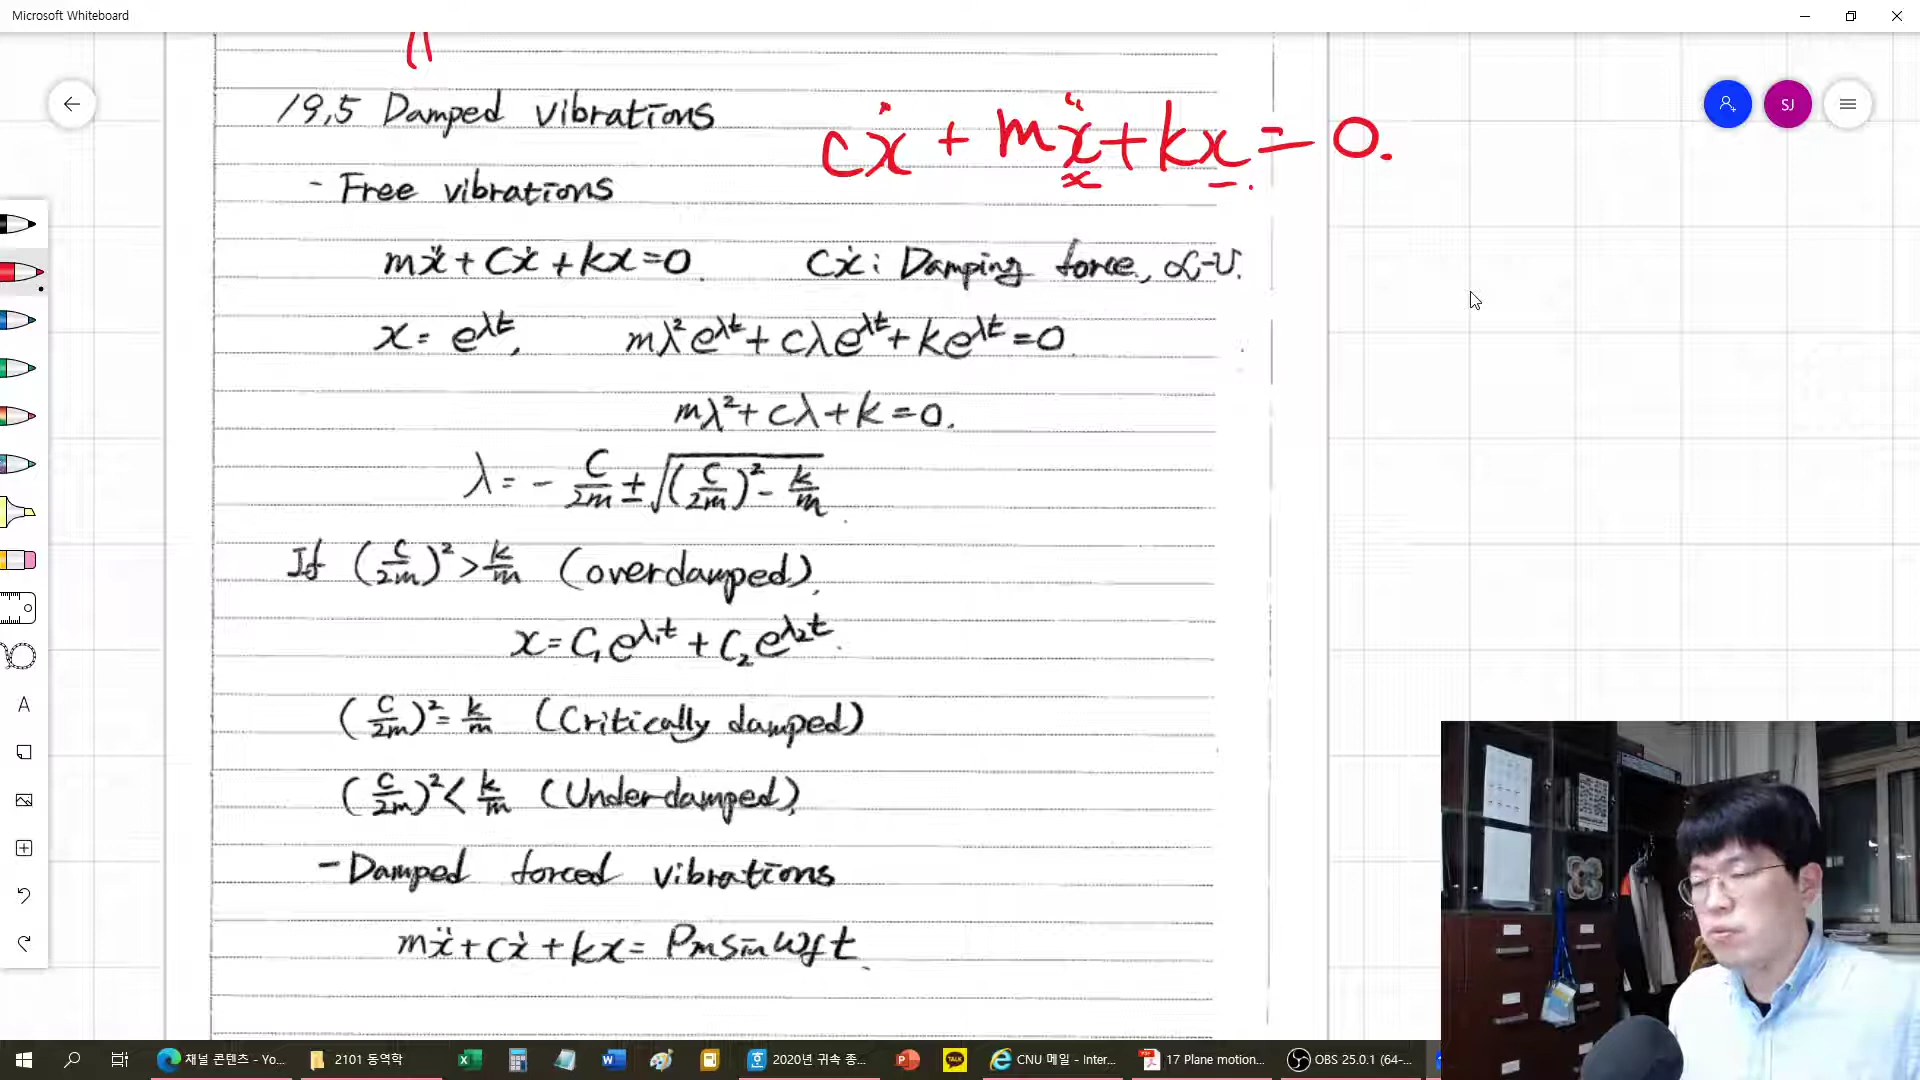 Microsoft Whiteboard
19,5 Damped vibrations
cẋ + mẍ + kx = 0.
- Free vibrations
mẍ + cẋ + kx = 0. cẋ : Damping force, ∝ -v.
x = e^{λt}, mλ²e^{λt} + cλe^{λt} + ke^{λt} = 0.
mλ² + cλ + k = 0.
λ = - c/2m ± √((c/2m)² - k/m).
If (c/2m)² > k/m (overdamped),
x = C₁e^{λ₁t} + C₂e^{λ₂t}.
(c/2m)² = k/m (Critically damped)
(c/2m)² < k/m (Under-damped),
- Damped forced vibrations
mẍ + cẋ + kx = Pm sin ωf t.
SJ
A
채널 콘텐츠 - Yo...
2101 동역학
2020년 귀속 종...
TALK
CNU 메일 - Inter...
17 Plane motion...
OBS 25.0.1 (64-...